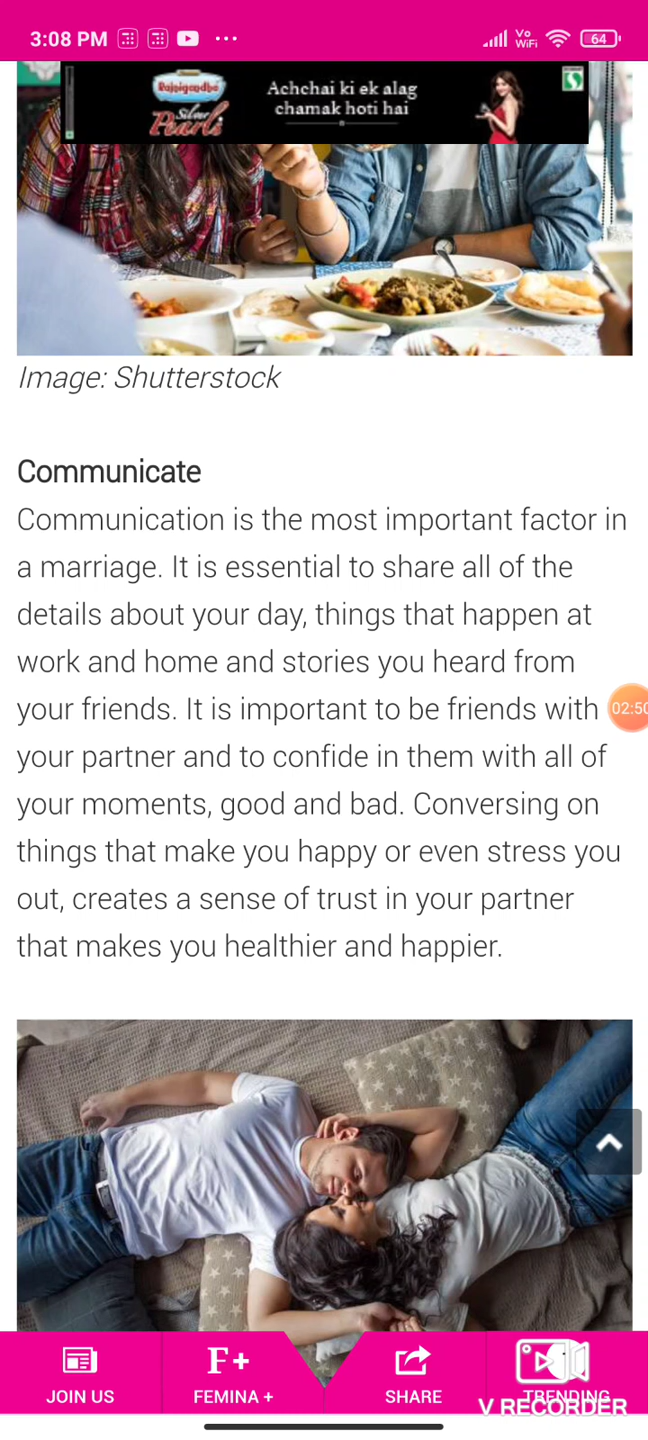 3:08 PM
Vo
WiFi
64
Rajnigandha
Silver
Pearls
Achchai ki ek alag
chamak hoti hai
Image: Shutterstock
Communicate
Communication is the most important factor in
a marriage. It is essential to share all of the
details about your day, things that happen at
work and home and stories you heard from
your friends. It is important to be friends with
02:50
your partner and to confide in them with all of
your moments, good and bad. Conversing on
things that make you happy or even stress you
out, creates a sense of trust in your partner
that makes you healthier and happier.
F+
JOIN US
FEMINA +
SHARE
TRENDING
V RECORDER